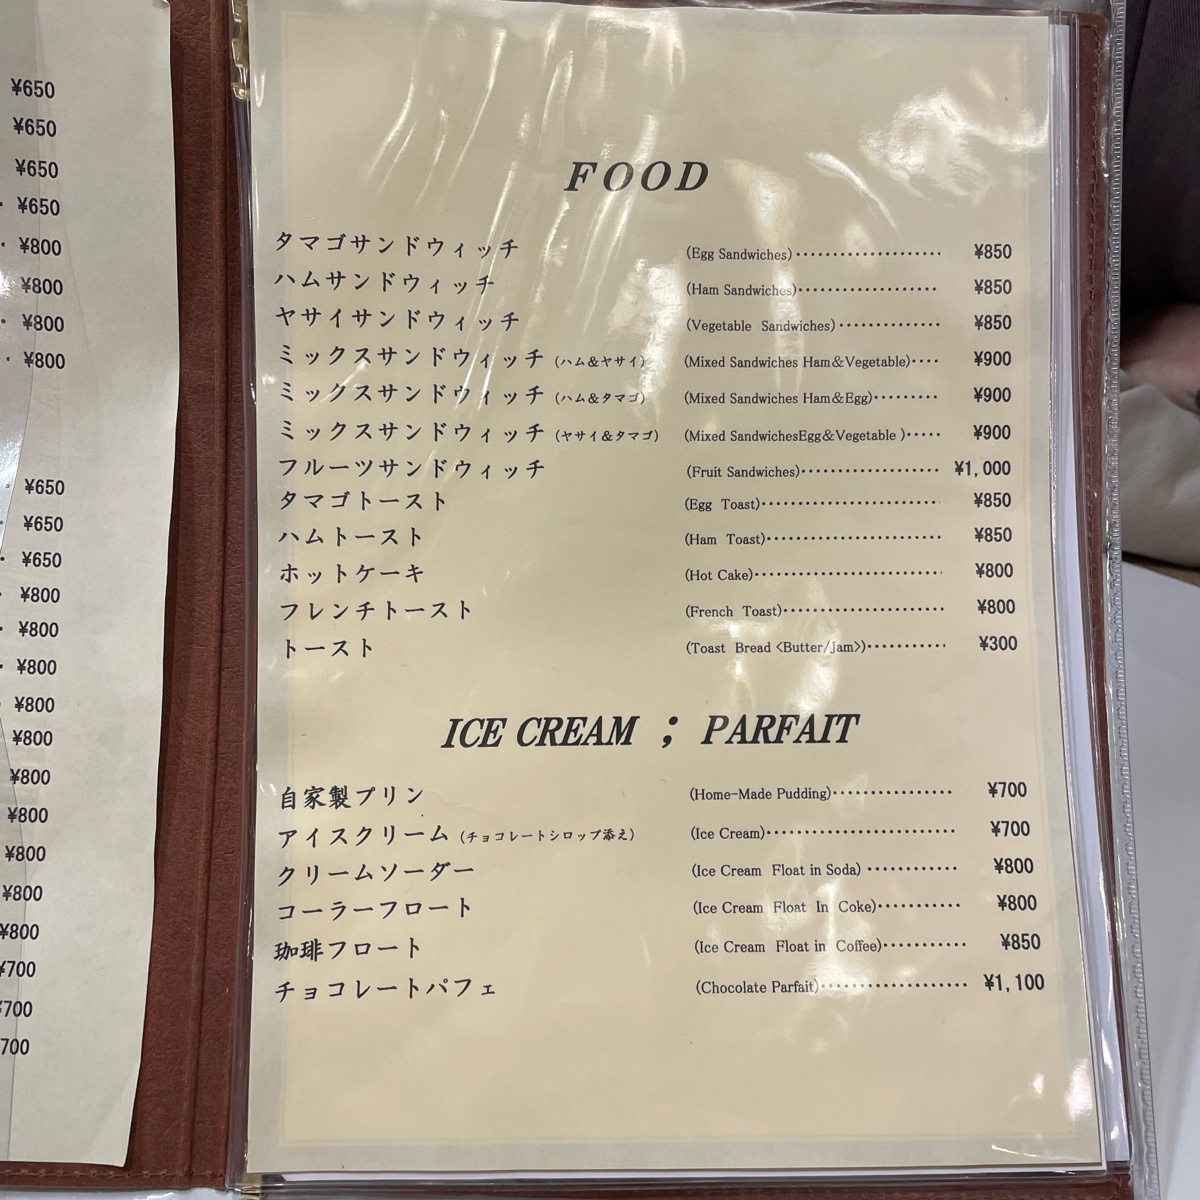 ¥650
¥650
¥650
¥650
¥800
¥800
¥800
¥800
¥650
¥650
¥650
¥800
¥800
¥800
¥800
¥800
¥800
¥800
¥800
¥800
¥800
¥700
¥700
700
FOOD
タマゴサンドウィッチ (Egg Sandwiches) ¥850
ハムサンドウィッチ (Ham Sandwiches) ¥850
ヤサイサンドウィッチ (Vegetable Sandwiches) ¥850
ミックスサンドウィッチ (ハム&ヤサイ) (Mixed Sandwiches Ham&Vegetable) ¥900
ミックスサンドウィッチ (ハム&タマゴ) (Mixed Sandwiches Ham&Egg) ¥900
ミックスサンドウィッチ (ヤサイ&タマゴ) (Mixed SandwichesEgg&Vegetable ) ¥900
フルーツサンドウィッチ (Fruit Sandwiches) ¥1,000
タマゴトースト (Egg Toast) ¥850
ハムトースト (Ham Toast) ¥850
ホットケーキ (Hot Cake) ¥800
フレンチトースト (French Toast) ¥800
トースト (Toast Bread <Butter/Jam>) ¥300
ICE CREAM ; PARFAIT
自家製プリン (Home-Made Pudding) ¥700
アイスクリーム (チョコレートシロップ添え) (Ice Cream) ¥700
クリームソーダー (Ice Cream Float in Soda) ¥800
コーラーフロート (Ice Cream Float In Coke) ¥800
珈琲フロート (Ice Cream Float in Coffee) ¥850
チョコレートパフェ (Chocolate Parfait) ¥1,100